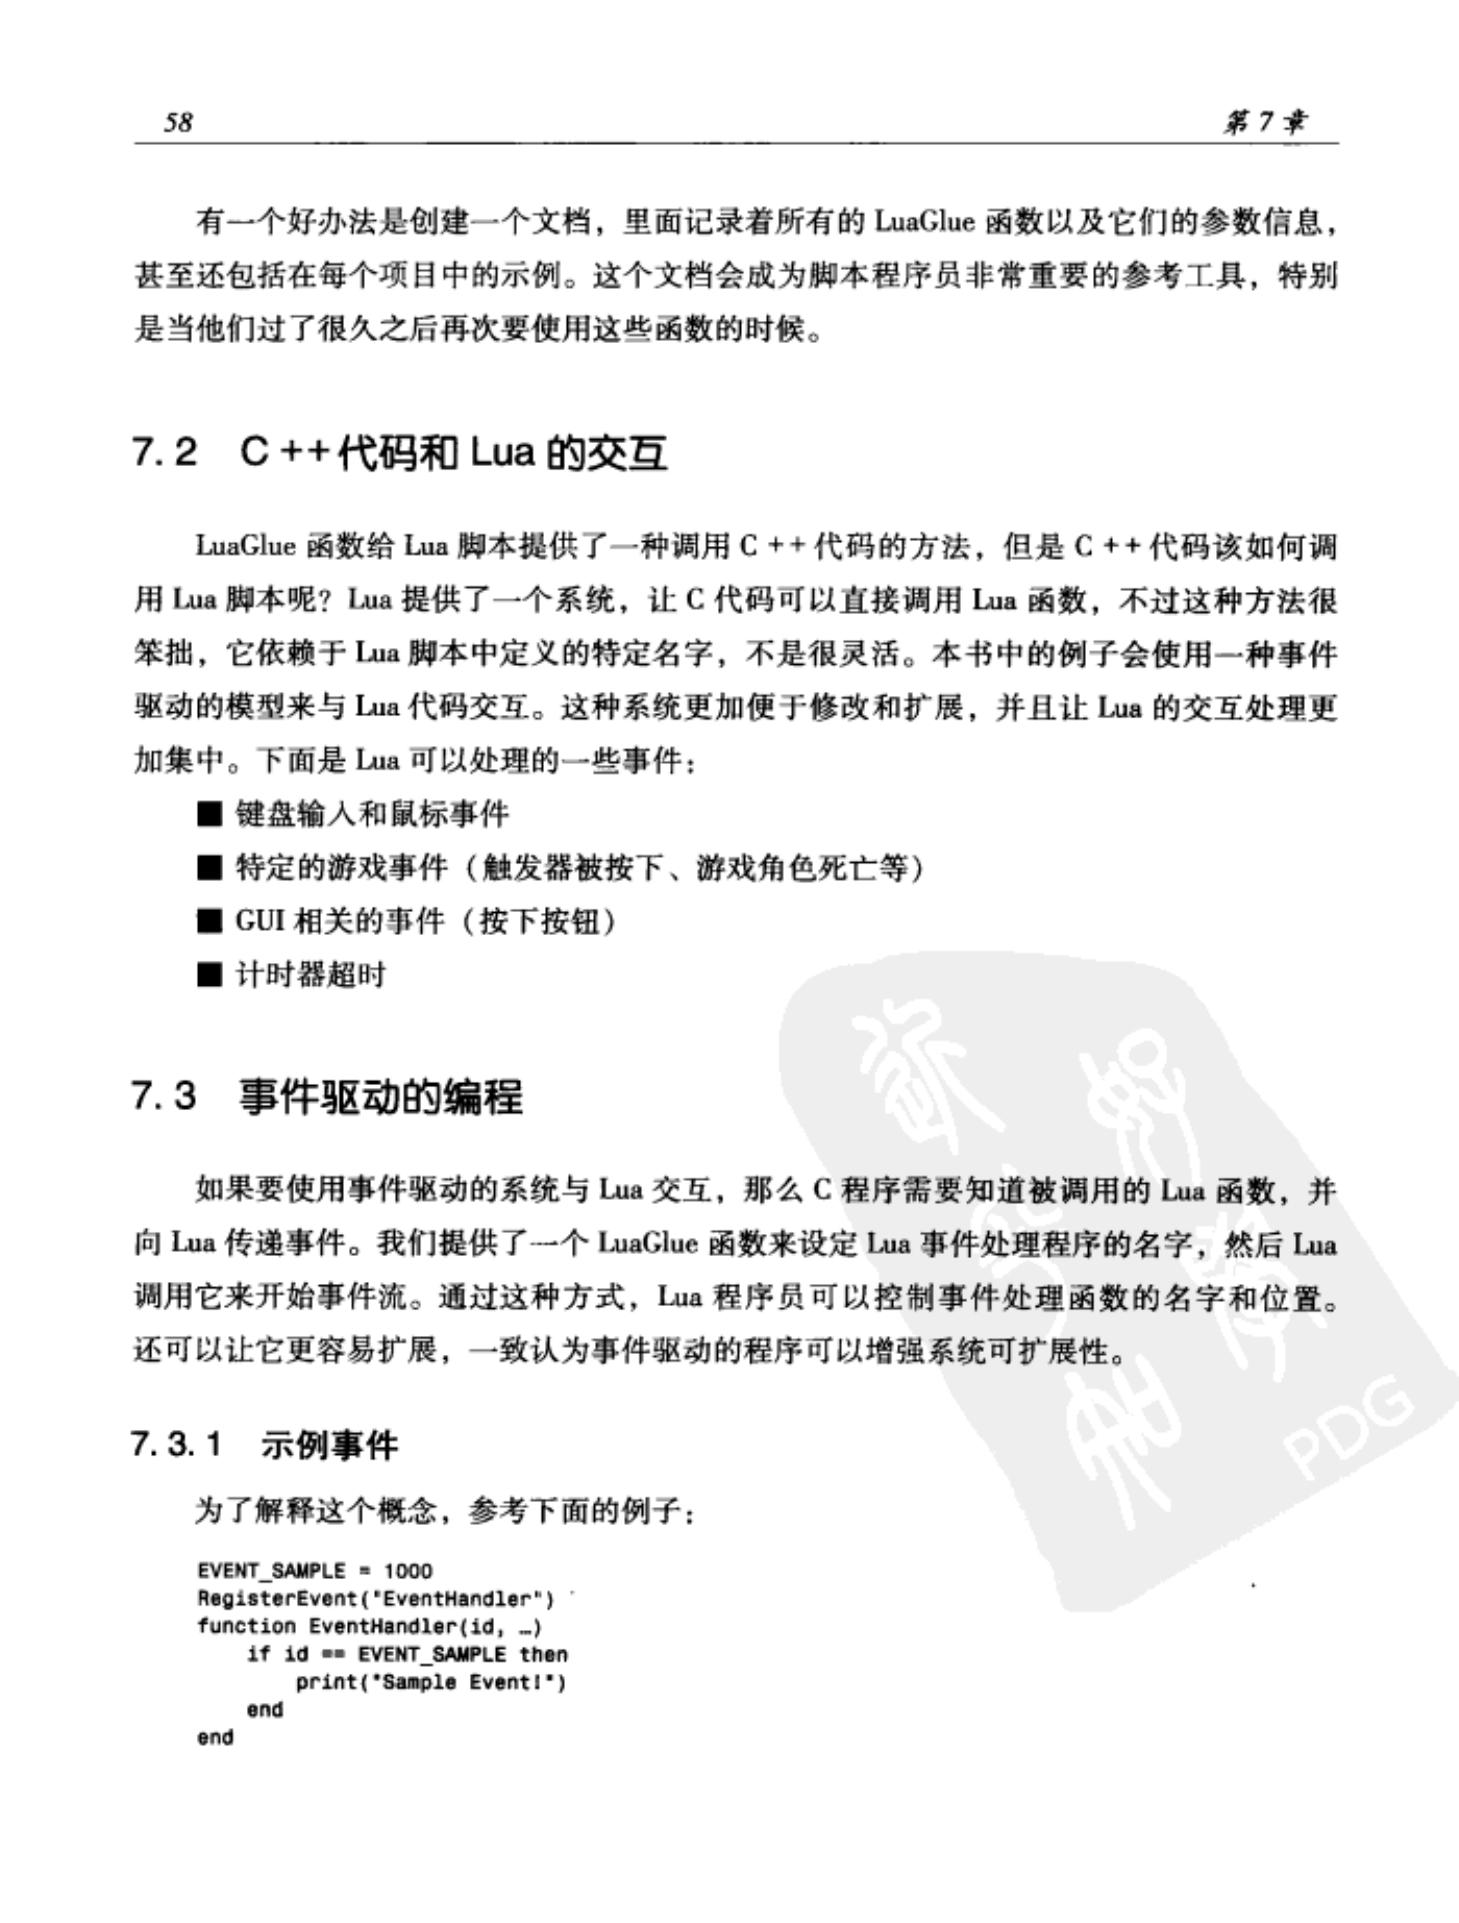 58
第 7 章
有一个好办法是创建一个文档，里面记录着所有的 LuaGlue 函数以及它们的参数信息，
甚至还包括在每个项目中的示例。这个文档会成为脚本程序员非常重要的参考工具，特别
是当他们过了很久之后再次要使用这些函数的时候。
7.2 C++代码和 Lua 的交互
LuaGlue 函数给 Lua 脚本提供了一种调用 C++代码的方法，但是 C++代码该如何调
用 Lua 脚本呢？Lua 提供了一个系统，让 C 代码可以直接调用 Lua 函数，不过这种方法很
笨拙，它依赖于 Lua 脚本中定义的特定名字，不是很灵活。本书中的例子会使用一种事件
驱动的模型来与 Lua 代码交互。这种系统更加便于修改和扩展，并且让 Lua 的交互处理更
加集中。下面是 Lua 可以处理的一些事件：
■ 键盘输入和鼠标事件
■ 特定的游戏事件（触发器被按下、游戏角色死亡等）
■ GUI 相关的事件（按下按钮）
■ 计时器超时
7.3 事件驱动的编程
如果要使用事件驱动的系统与 Lua 交互，那么 C 程序需要知道被调用的 Lua 函数，并
向 Lua 传递事件。我们提供了一个 LuaGlue 函数来设定 Lua 事件处理程序的名字，然后 Lua
调用它来开始事件流。通过这种方式，Lua 程序员可以控制事件处理函数的名字和位置。
还可以让它更容易扩展，一致认为事件驱动的程序可以增强系统可扩展性。
7.3.1 示例事件
为了解释这个概念，参考下面的例子：
EVENT_SAMPLE = 1000
RegisterEvent("EventHandler")
function EventHandler(id, …)
    if id == EVENT_SAMPLE then
        print("Sample Event!")
    end
end
PDG